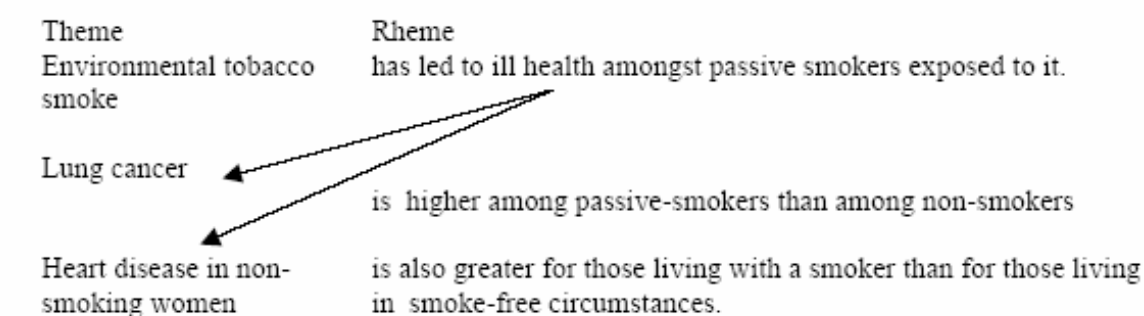 Theme Rheme
Environmental tobacco has led to ill health amongst passive smokers exposed to it.
smoke
Lung cancer
is higher among passive-smokers than among non-smokers
Heart disease in non- is also greater for those living with a smoker than for those living
smoking women in smoke-free circumstances.